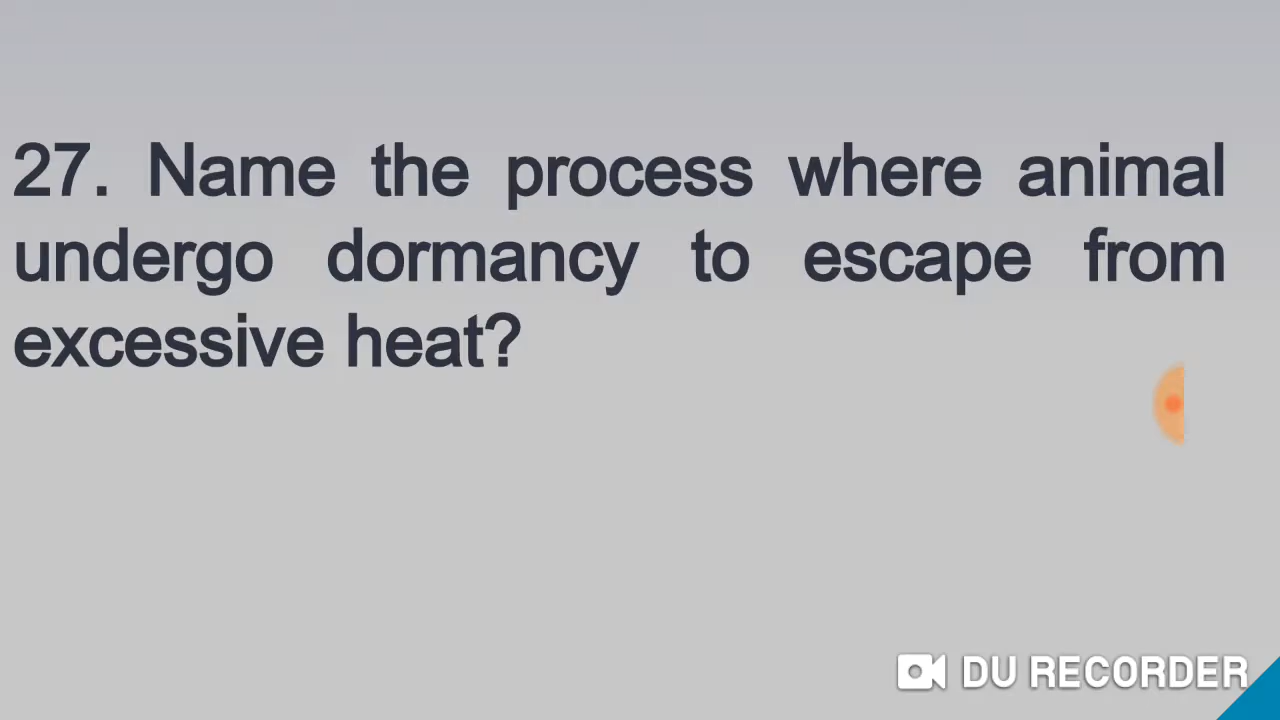 27. Name the process where animal
undergo dormancy to escape from
excessive heat?
DU RECORDER